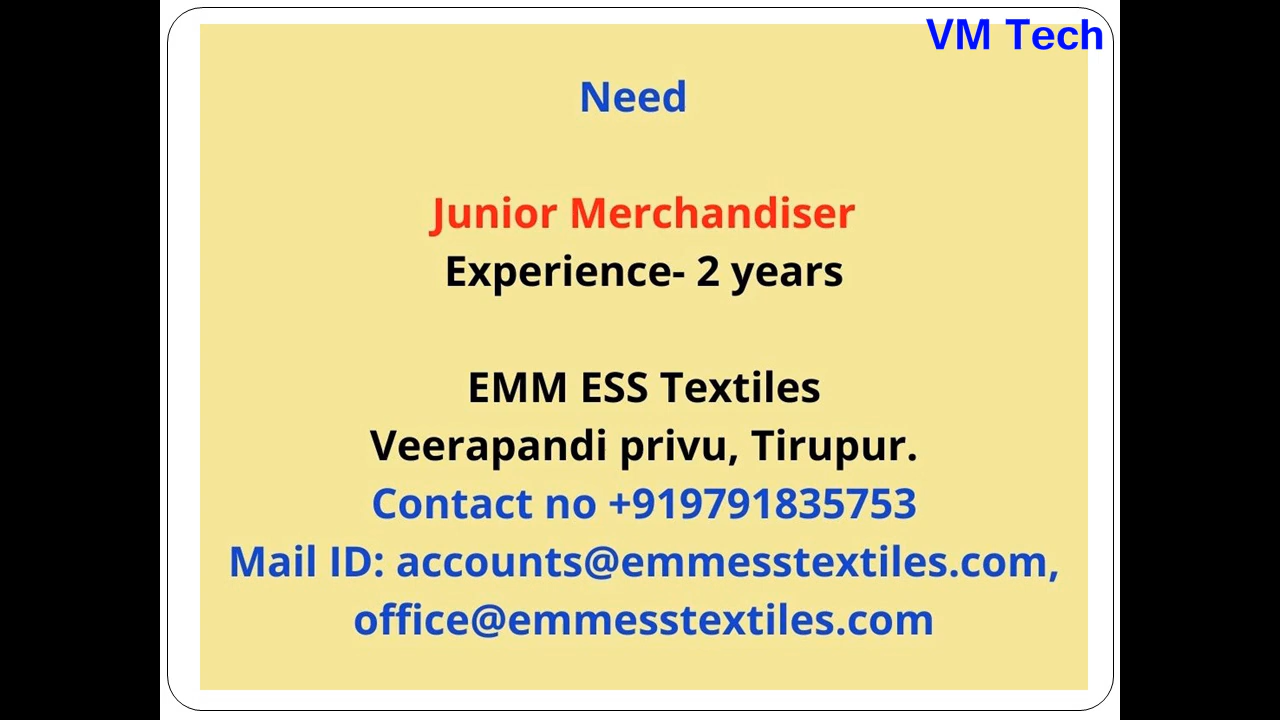 VM Tech
Need
Junior Merchandiser
Experience- 2 years
EMM ESS Textiles
Veerapandi privu, Tirupur.
Contact no +919791835753
Mail ID: accounts@emmesstextiles.com,
office@emmesstextiles.com